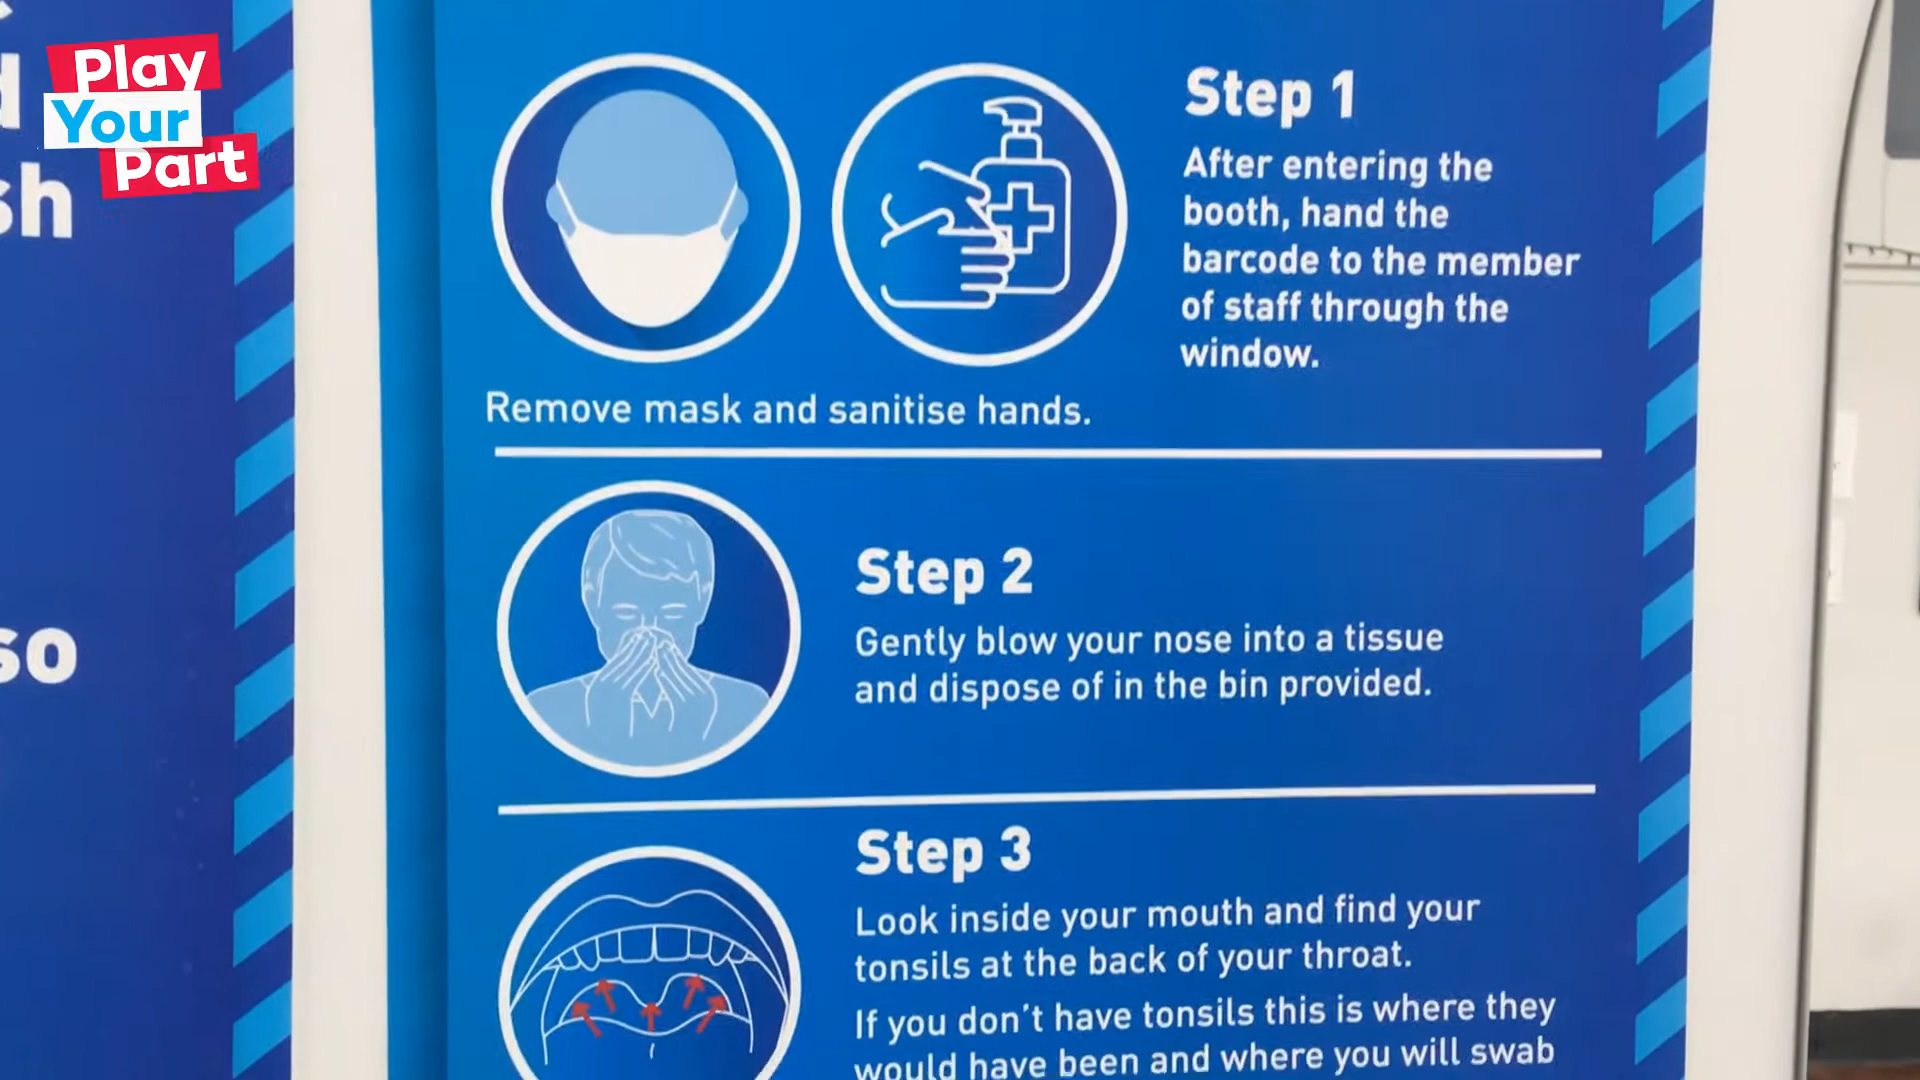 Play
Your
Part
sh
so
Step 1
After entering the
booth, hand the
barcode to the member
of staff through the
window.
Remove mask and sanitise hands.
Step 2
Gently blow your nose into a tissue
and dispose of in the bin provided.
Step 3
Look inside your mouth and find your
tonsils at the back of your throat.
If you don't have tonsils this is where they
would have been and where you will swab